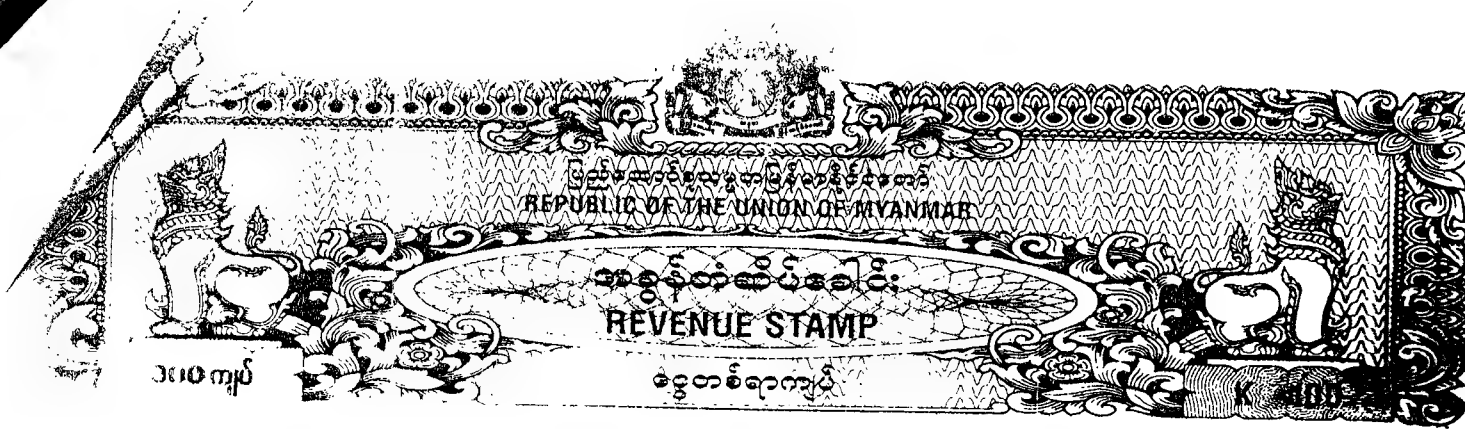 ပြည်ထောင်စုသမ္မတမြန်မာနိုင်ငံတော်
REPUBLIC OF THE UNION OF MYANMAR
အခွန်တံဆိပ်ခေါင်း
REVENUE STAMP
၁၀၀ ကျပ်
ငွေတစ်ရာကျပ်
K 100